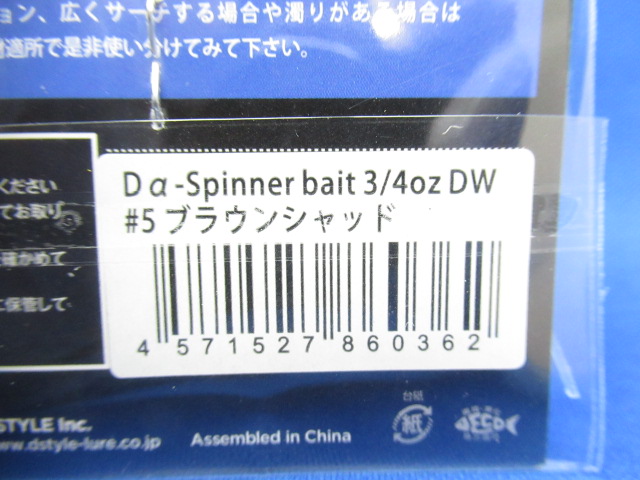 ョン、広くサーチする場合や濁りがある場合は
適所で是非使い分けてみて下さい。
ください
てお取り
確かめて
に保管して
D α-Spinner bait 3/4oz DW
#5 ブラウンシャッド
4 571527 860362
DSTYLE Inc.
www.dstyle-lure.co.jp
Assembled in China
台紙
紙
ECO